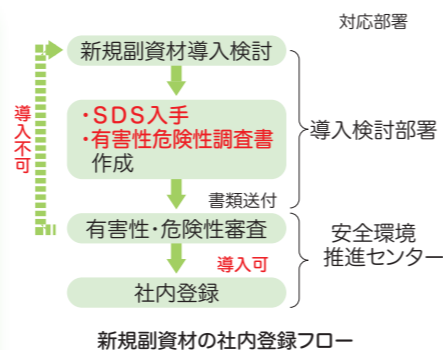 対応部署
新規副資材導入検討
・SDS入手
・有害性危険性調査書
作成
導入検討部署
導入不可
書類送付
有害性・危険性審査
導入可
安全環境
推進センター
社内登録
新規副資材の社内登録フロー